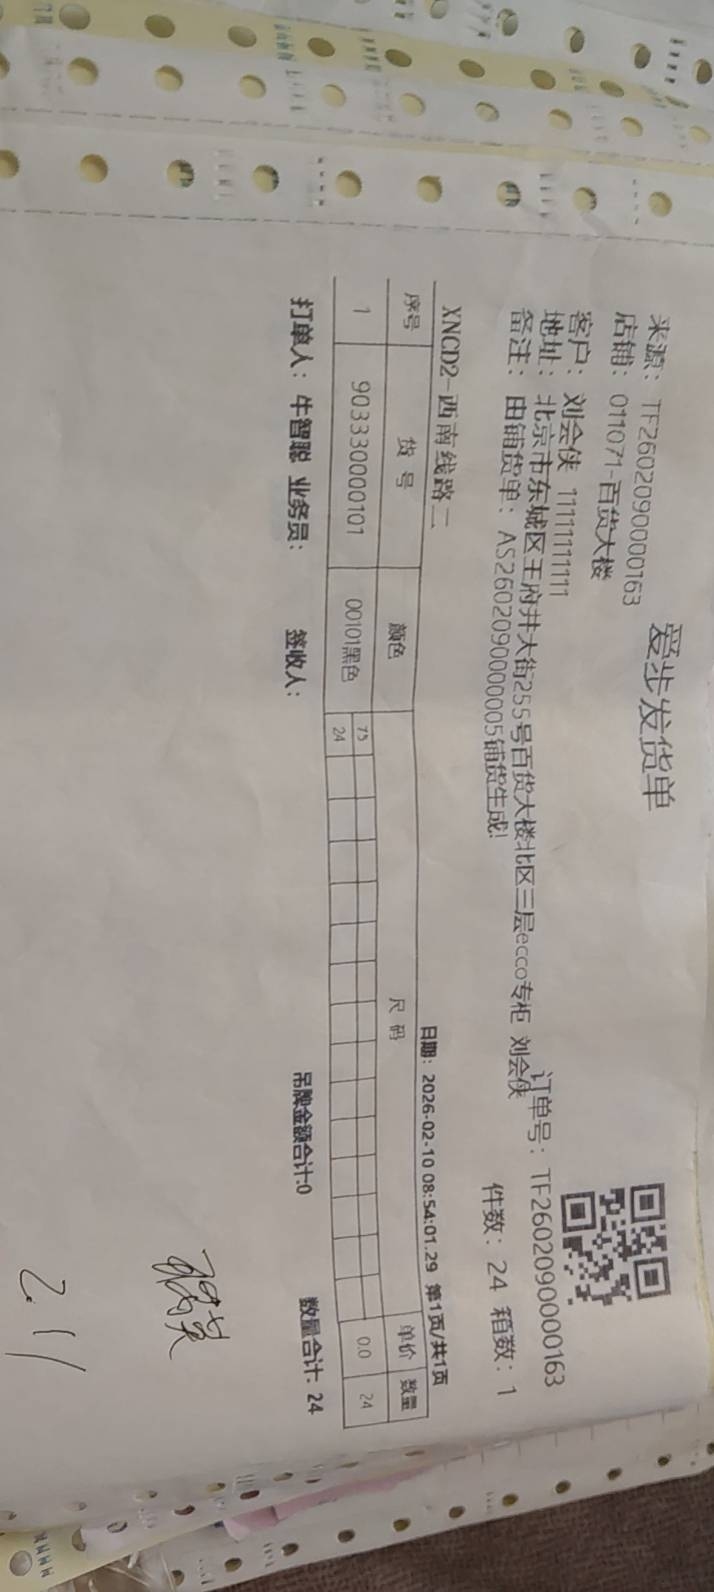 爱步发货单
来源： TF2602090000163
店铺： 011071-百货大楼
客户： 刘会侠 11111111111
订单号： TF2602090000163
地址： 北京市东城区王府井大街255号百货大楼北区三层ecco专柜 刘会侠
备注： 由铺货单： AS2602090000005铺货生成!
件数： 24 箱数： 1
XNCD2-西南线路二
日期： 2026-02-10 08:54:01.29 第1页/共1页
序号 货 号 颜色 尺 码 单价 数量
1 903330000101 00101黑色 75 0.0 24
24
打单人： 牛智聪 业务员： 签收人： 吊牌金额合计:0 数量合计: 24
2.11